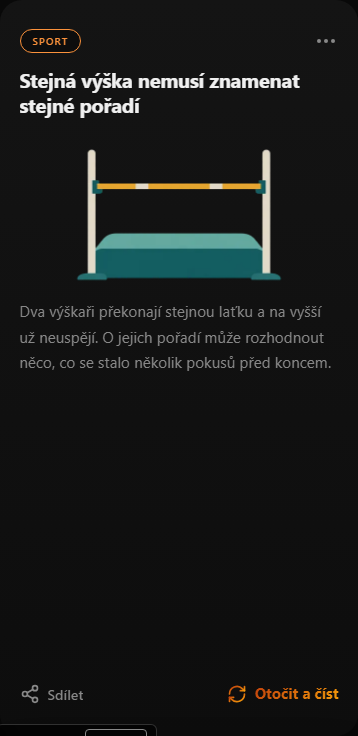 SPORT
Stejná výška nemusí znamenat
stejné pořadí
Dva výškaři překonají stejnou laťku a na vyšší
už neuspějí. O jejich pořadí může rozhodnout
něco, co se stalo několik pokusů před koncem.
Sdílet
Otočit a číst